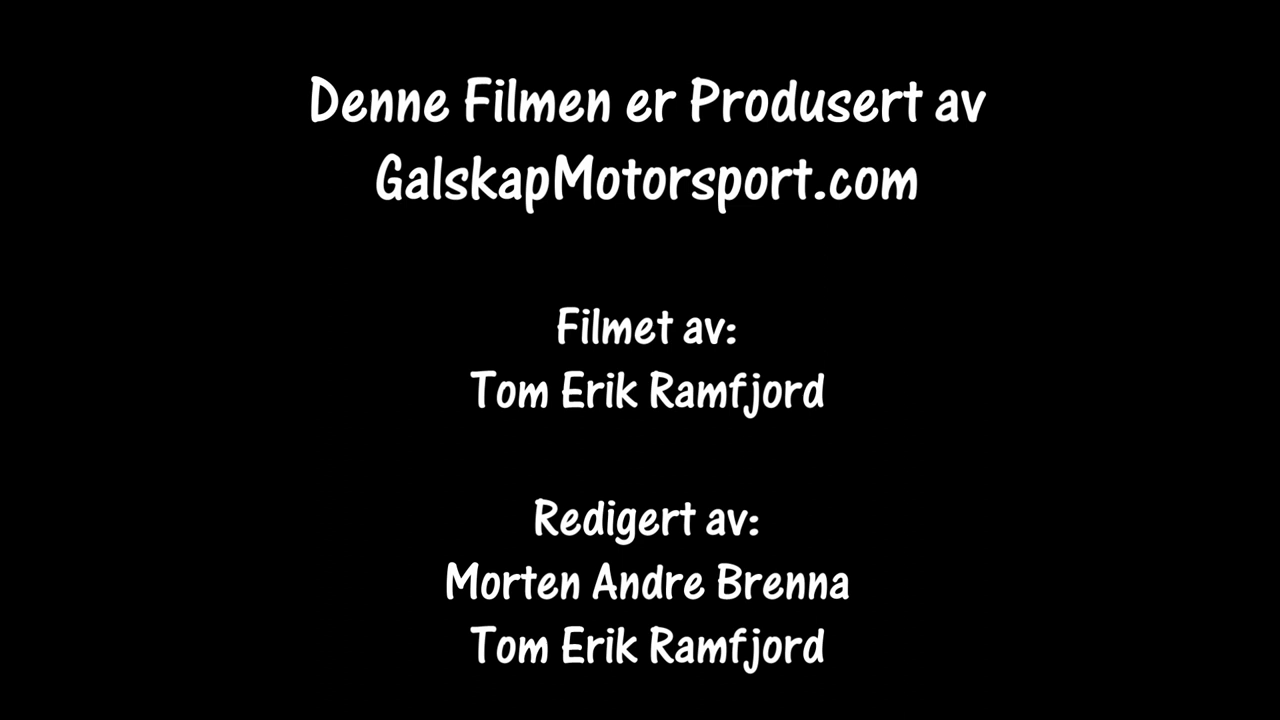 Denne Filmen er Produsert av
GalskapMotorsport.com
Filmet av:
Tom Erik Ramfjord
Redigert av:
Morten Andre Brenna
Tom Erik Ramfjord